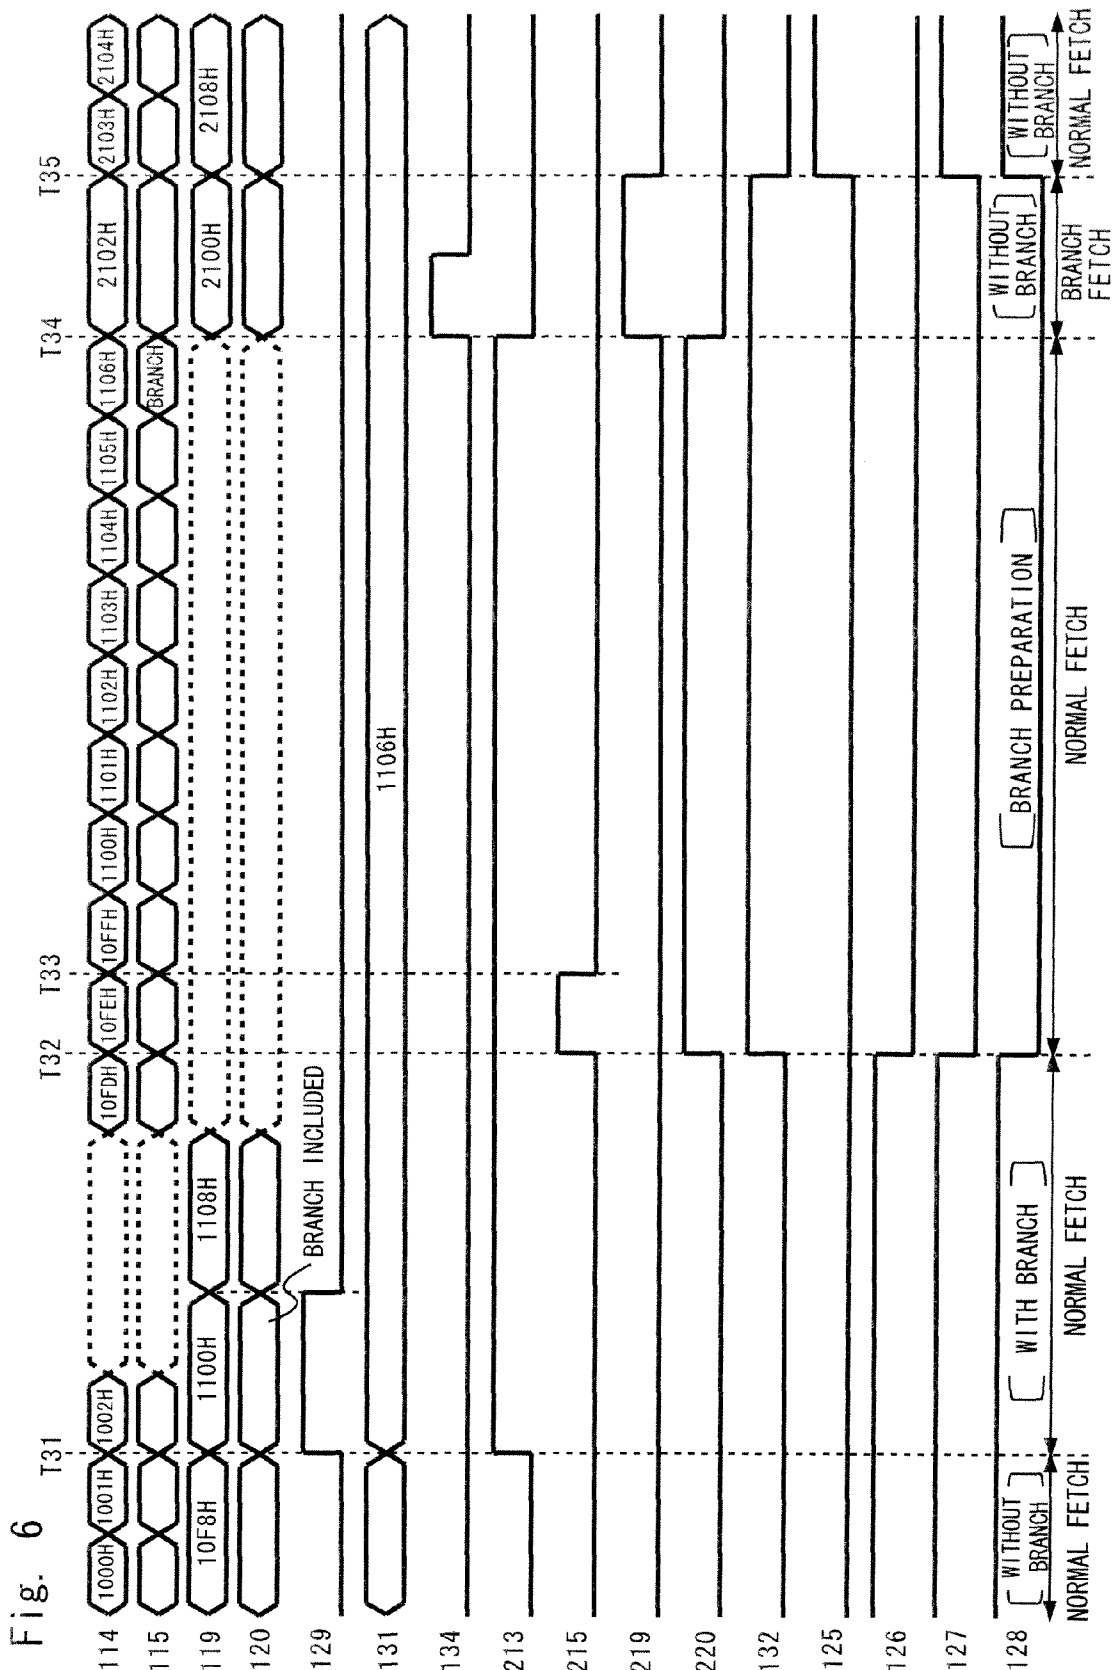 Fig. 6
T31 T32 T33 T34 T35
114 1000H 1001H 1002H 10FDH 10FEH 10FFH 1100H 1101H 1102H 1103H 1104H 1105H 1106H 2102H 2103H 2104H
115 BRANCH
119 10F8H 1100H 1108H 2100H 2108H
120
BRANCH INCLUDED
129
131 1106H
134
213
215
219
220
132
125
126
127
128
WITHOUT BRANCH
WITH BRANCH
BRANCH PREPARATION
WITHOUT BRANCH
WITHOUT BRANCH
NORMAL FETCH
NORMAL FETCH
NORMAL FETCH
BRANCH FETCH
NORMAL FETCH